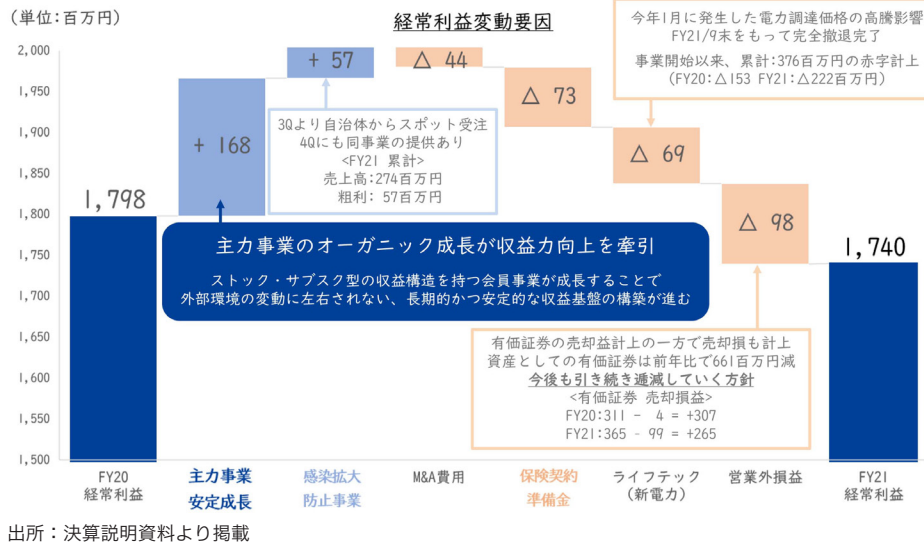 (単位:百万円)
経常利益変動要因
今年1月に発生した電力調達価格の高騰影響
FY21/9末をもって完全撤退完了
事業開始以来、累計:376百万円の赤字計上
(FY20:△153 FY21:△222百万円)
2,000
1,950
1,900
1,850
1,800
1,750
1,700
1,650
1,600
1,550
1,500
1,798
+ 168
+ 57
△ 44
△ 73
△ 69
△ 98
1,740
3Qより自治体からスポット受注
4Qにも同事業の提供あり
<FY21 累計>
売上高:274百万円
粗利: 57百万円
主力事業のオーガニック成長が収益力向上を牽引
ストック・サブスク型の収益構造を持つ会員事業が成長することで
外部環境の変動に左右されない、長期的かつ安定的な収益基盤の構築が進む
有価証券の売却益計上の一方で売却損も計上
資産としての有価証券は前年比で661百万円減
今後も引き続き逓減していく方針
<有価証券 売却損益>
FY20:311 - 4 = +307
FY21:365 - 99 = +265
FY20
経常利益
主力事業
安定成長
感染拡大
防止事業
M&A費用
保険契約
準備金
ライフテック
(新電力)
営業外損益
FY21
経常利益
出所：決算説明資料より掲載